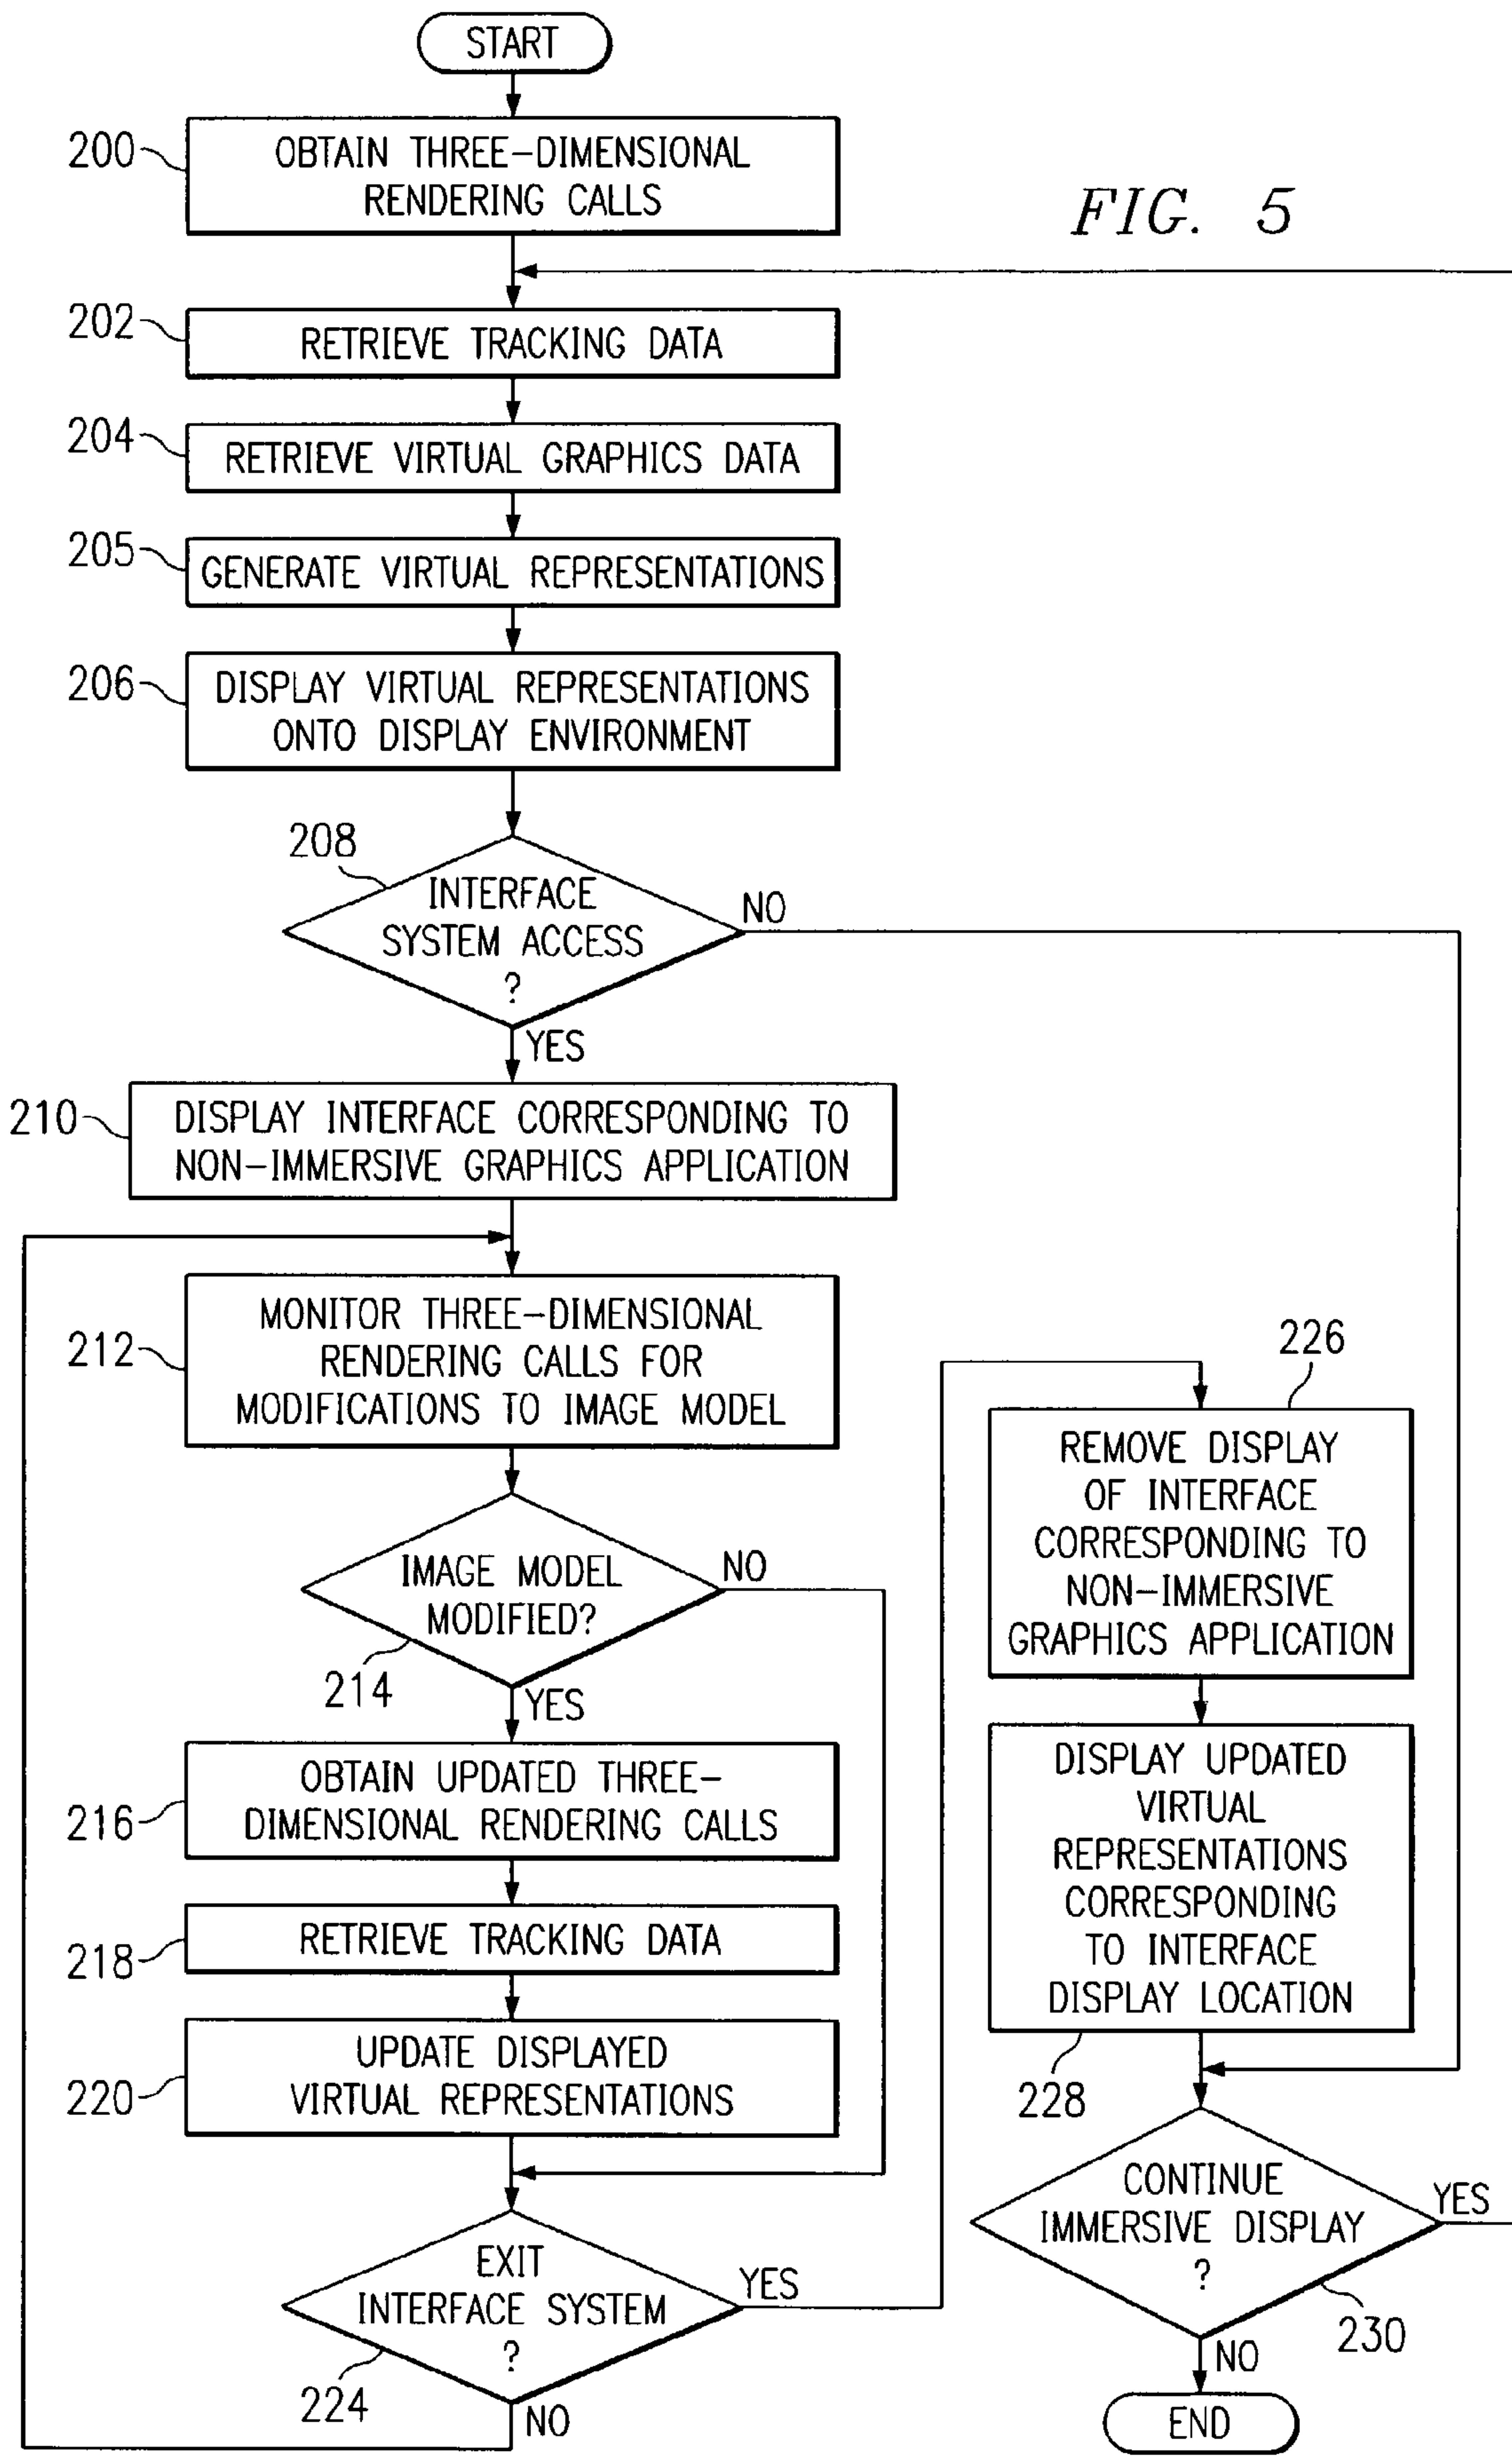 START
200
OBTAIN THREE-DIMENSIONAL
RENDERING CALLS
FIG. 5
202
RETRIEVE TRACKING DATA
204
RETRIEVE VIRTUAL GRAPHICS DATA
205
GENERATE VIRTUAL REPRESENTATIONS
206
DISPLAY VIRTUAL REPRESENTATIONS
ONTO DISPLAY ENVIRONMENT
208
INTERFACE
SYSTEM ACCESS
?
NO
YES
210
DISPLAY INTERFACE CORRESPONDING TO
NON-IMMERSIVE GRAPHICS APPLICATION
212
MONITOR THREE-DIMENSIONAL
RENDERING CALLS FOR
MODIFICATIONS TO IMAGE MODEL
IMAGE MODEL
MODIFIED?
NO
214
YES
216
OBTAIN UPDATED THREE-
DIMENSIONAL RENDERING CALLS
218
RETRIEVE TRACKING DATA
220
UPDATE DISPLAYED
VIRTUAL REPRESENTATIONS
EXIT
INTERFACE SYSTEM
?
YES
224
NO
226
REMOVE DISPLAY
OF INTERFACE
CORRESPONDING TO
NON-IMMERSIVE
GRAPHICS APPLICATION
DISPLAY UPDATED
VIRTUAL
REPRESENTATIONS
CORRESPONDING
TO INTERFACE
DISPLAY LOCATION
228
CONTINUE
IMMERSIVE DISPLAY
?
YES
230
NO
END